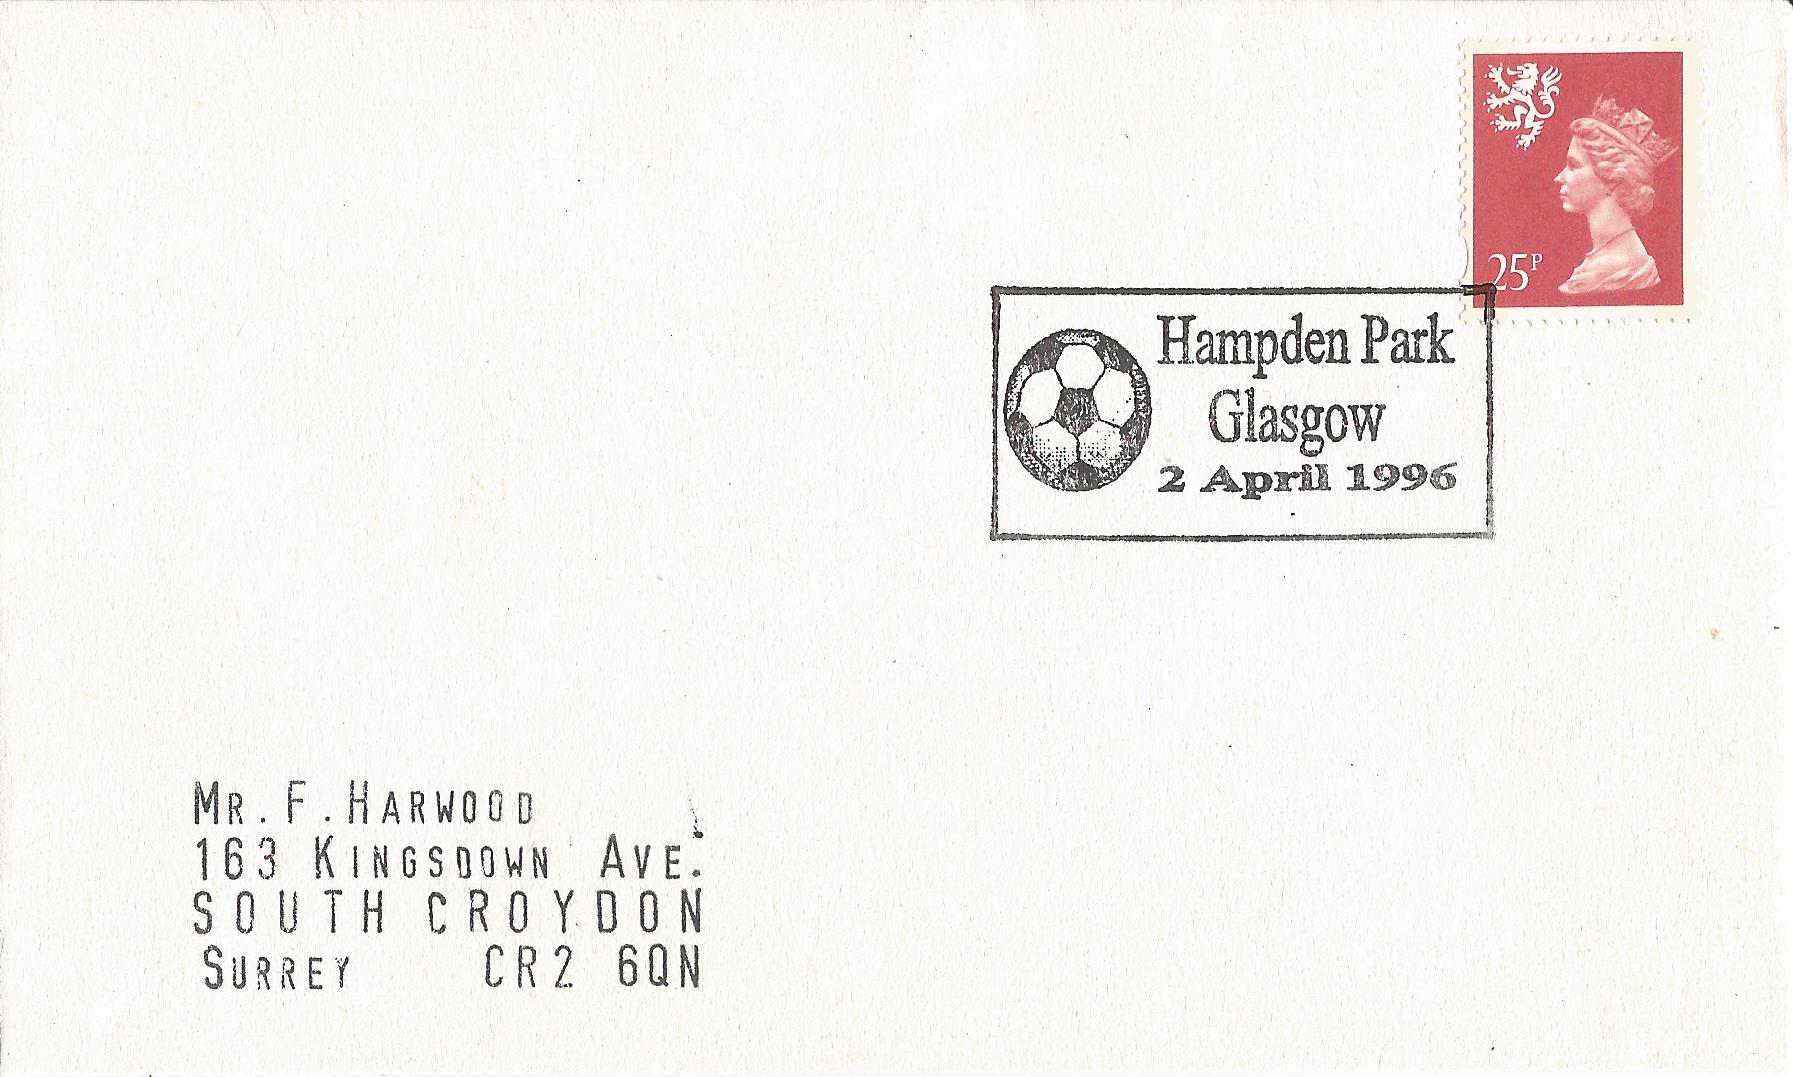 25P
Hampden Park
Glasgow
2 April 1996
MR. F. HARWOOD
163 KINGSDOWN AVE.
SOUTH CROYDON
SURREY CR2 6QN